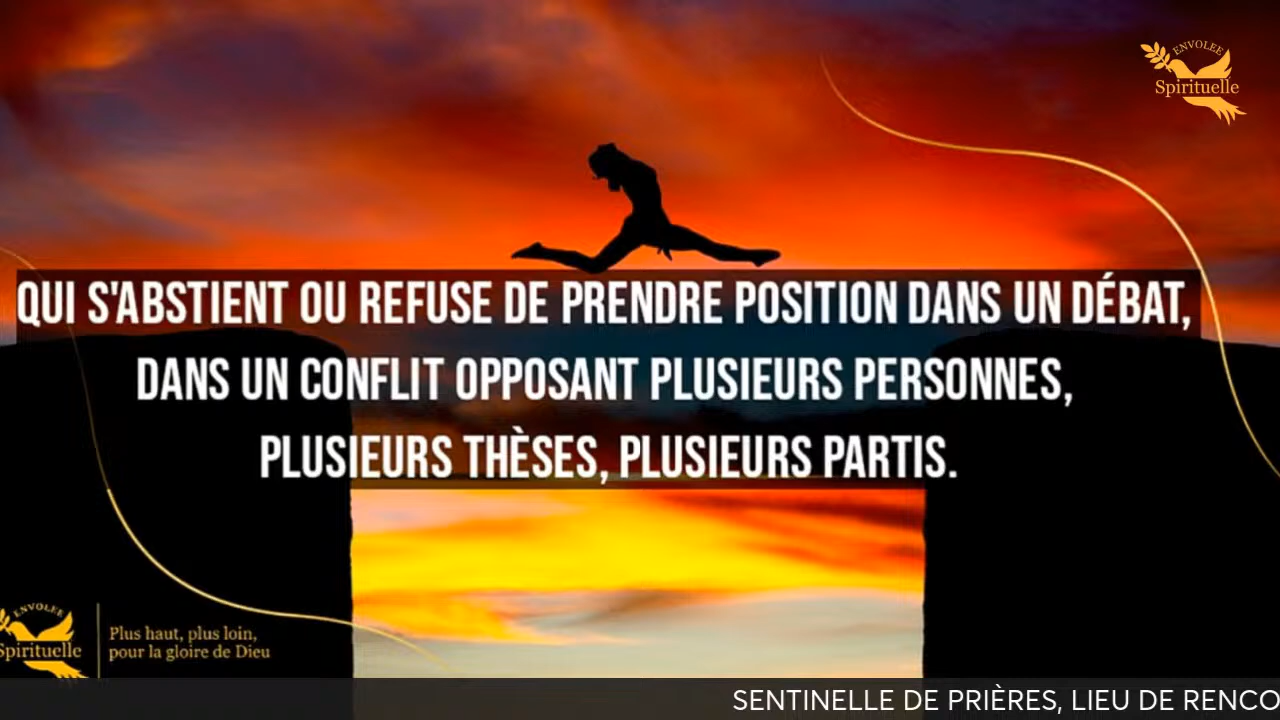 ENVOLEE
Spirituelle
QUI S'ABSTIENT OU REFUSE DE PRENDRE POSITION DANS UN DÉBAT,
DANS UN CONFLIT OPPOSANT PLUSIEURS PERSONNES,
PLUSIEURS THÈSES, PLUSIEURS PARTIS.
ENVOLEE
Spirituelle
Plus haut, plus loin,
pour la gloire de Dieu
SENTINELLE DE PRIÈRES, LIEU DE RENCO